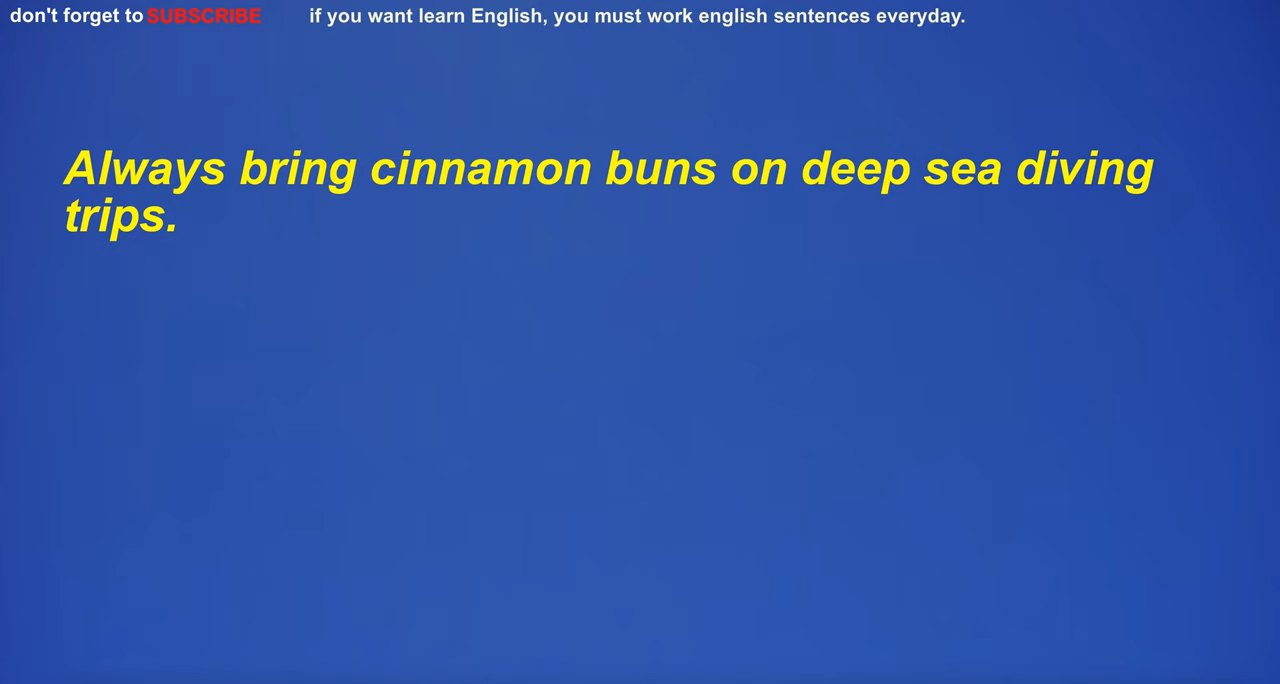 don't forget to SUBSCRIBE if you want learn English, you must work english sentences everyday.
Always bring cinnamon buns on deep sea diving
trips.